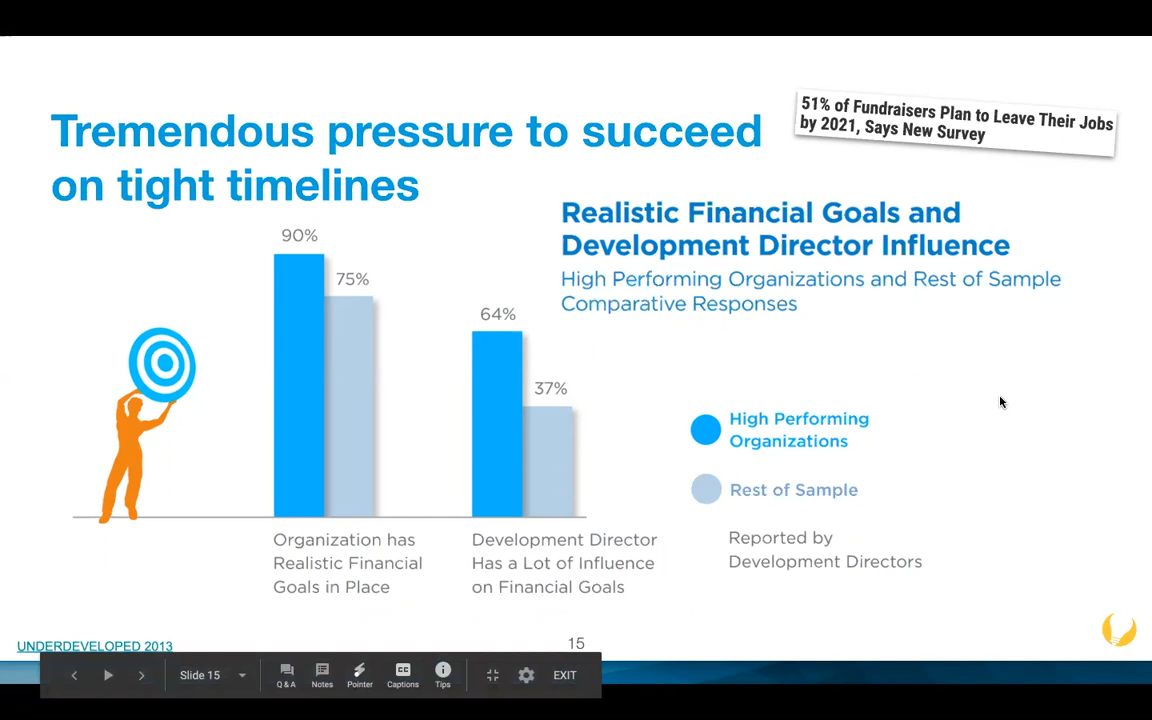 Tremendous pressure to succeed
on tight timelines
51% of Fundraisers Plan to Leave Their Jobs
by 2021, Says New Survey
Realistic Financial Goals and
Development Director Influence
High Performing Organizations and Rest of Sample
Comparative Responses
90%
75%
64%
37%
High Performing
Organizations
Rest of Sample
Reported by
Development Directors
Organization has
Realistic Financial
Goals in Place
Development Director
Has a Lot of Influence
on Financial Goals
UNDERDEVELOPED 2013
15
Slide 15
Q & A
Notes
Pointer
CC
Captions
Tips
EXIT